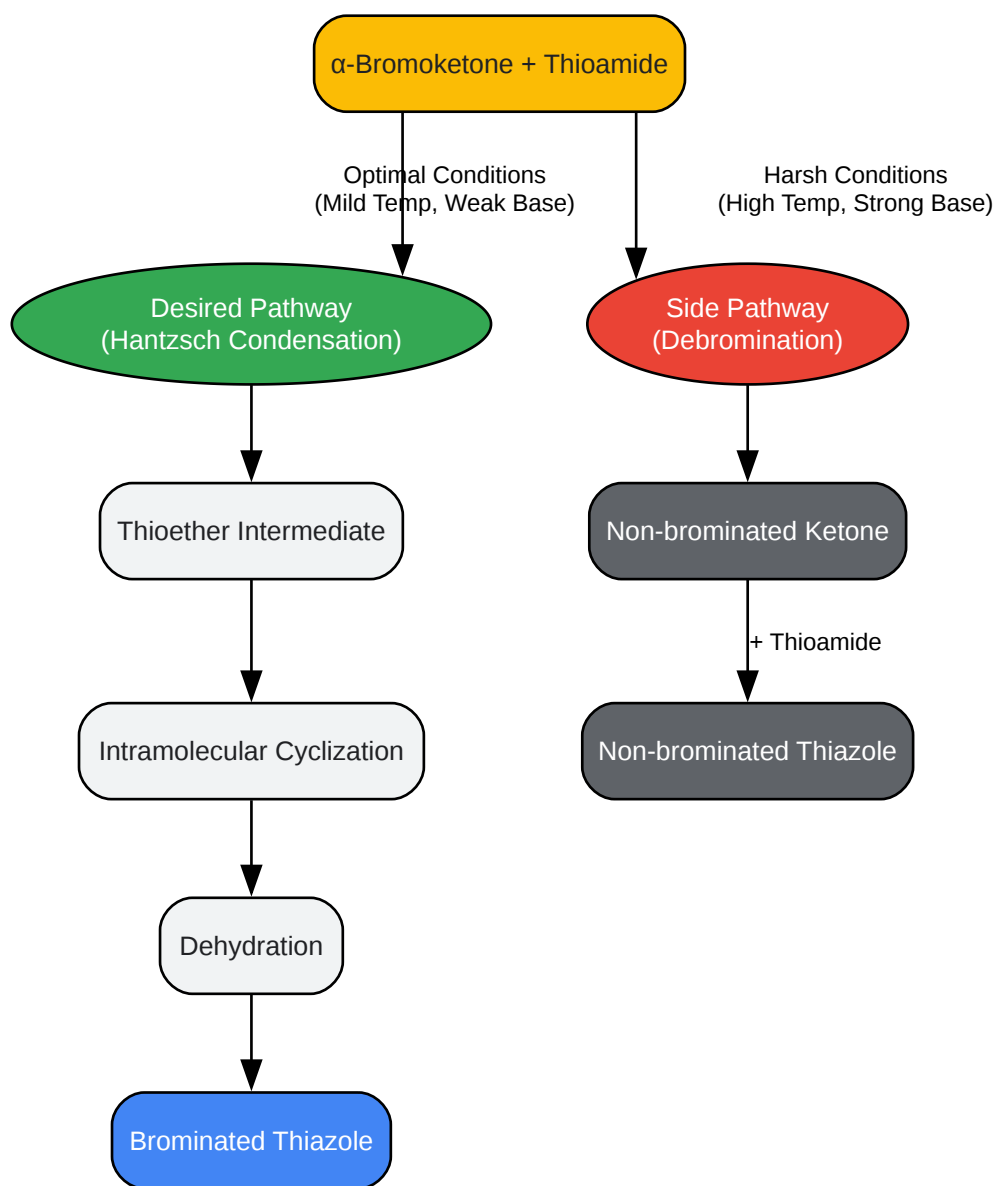 α-Bromoketone + Thioamide
Optimal Conditions
(Mild Temp, Weak Base)
Harsh Conditions
(High Temp, Strong Base)
Desired Pathway
(Hantzsch Condensation)
Side Pathway
(Debromination)
Thioether Intermediate
Non-brominated Ketone
+ Thioamide
Intramolecular Cyclization
Non-brominated Thiazole
Dehydration
Brominated Thiazole